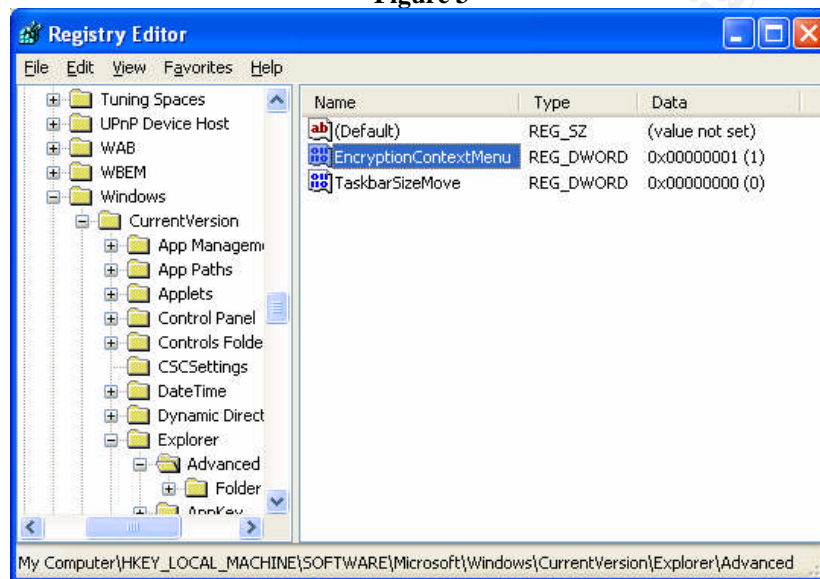 Figure 3
Registry Editor
File Edit View Favorites Help
Tuning Spaces
UPnP Device Host
WAB
WBEM
Windows
CurrentVersion
App Managem
App Paths
Applets
Control Panel
Controls Folde
CSCSettings
DateTime
Dynamic Direct
Explorer
Advanced
Folder
AppKey
Name Type Data
(Default) REG_SZ (value not set)
EncryptionContextMenu REG_DWORD 0x00000001 (1)
TaskbarSizeMove REG_DWORD 0x00000000 (0)
My Computer\HKEY_LOCAL_MACHINE\SOFTWARE\Microsoft\Windows\CurrentVersion\Explorer\Advanced